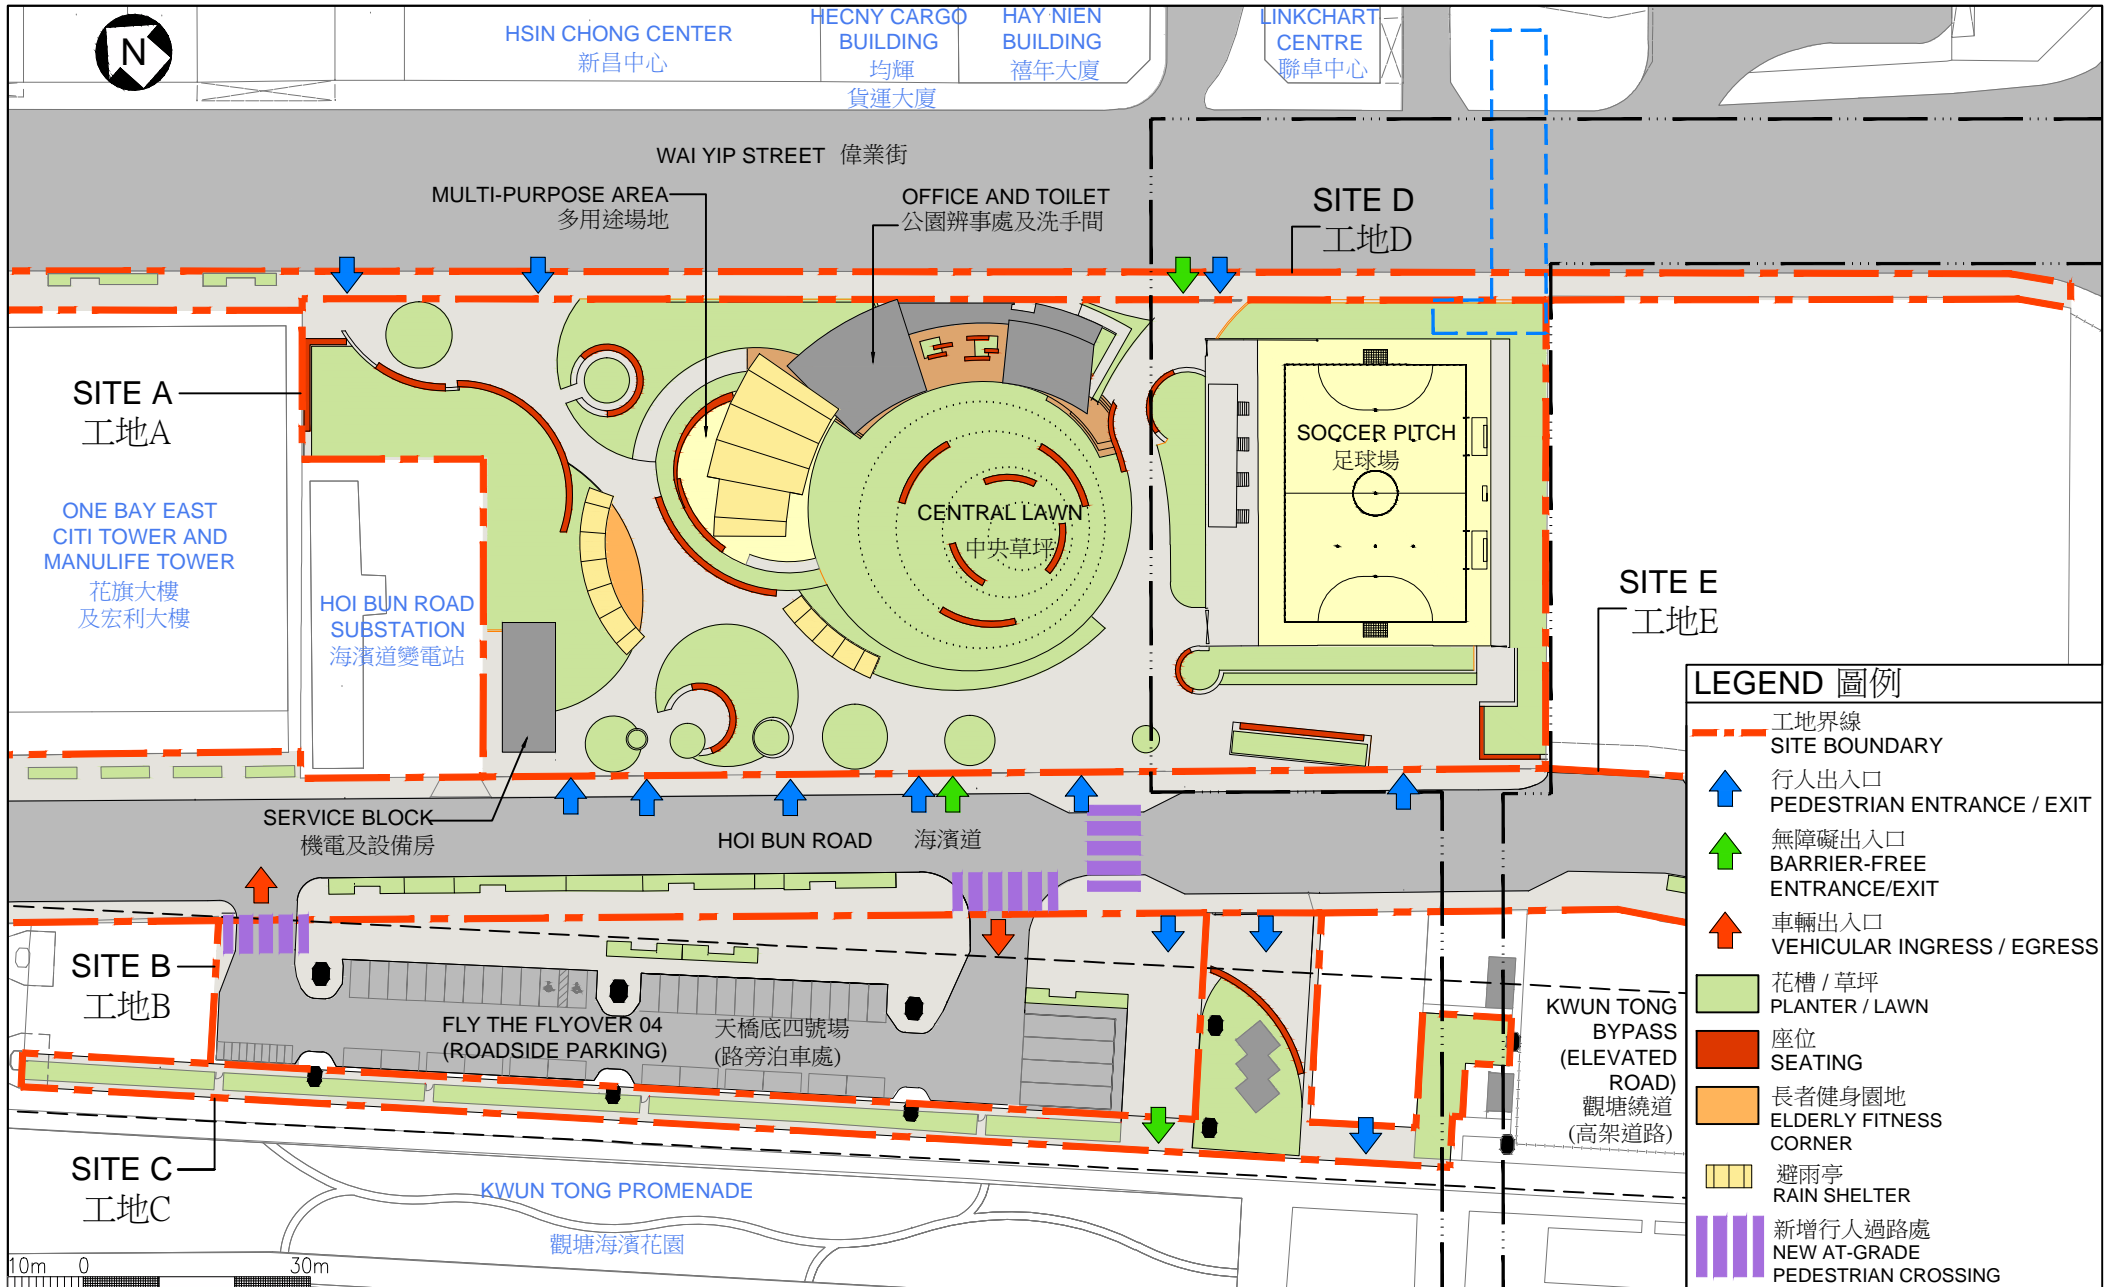 N
HSIN CHONG CENTER
新昌中心
HECNY CARGO
BUILDING
均輝
貨運大廈
HAY NIEN
BUILDING
禧年大廈
LINKCHART
CENTRE
聯卓中心
WAI YIP STREET 偉業街
MULTI-PURPOSE AREA
多用途場地
OFFICE AND TOILET
公園辨事處及洗手間
SITE D
工地D
SITE A
工地A
SOCCER PITCH
足球場
CENTRAL LAWN
中央草坪
ONE BAY EAST
CITI TOWER AND
MANULIFE TOWER
花旗大樓
及宏利大樓
HOI BUN ROAD
SUBSTATION
海濱道變電站
SITE E
工地E
SERVICE BLOCK
機電及設備房
HOI BUN ROAD 海濱道
SITE B
工地B
FLY THE FLYOVER 04
(ROADSIDE PARKING)
天橋底四號場
(路旁泊車處)
KWUN TONG
BYPASS
(ELEVATED
ROAD)
觀塘繞道
(高架道路)
SITE C
工地C
KWUN TONG PROMENADE
觀塘海濱花園
10m 0 30m
LEGEND 圖例
工地界線
SITE BOUNDARY
行人出入口
PEDESTRIAN ENTRANCE / EXIT
無障礙出入口
BARRIER-FREE
ENTRANCE/EXIT
車輛出入口
VEHICULAR INGRESS / EGRESS
花槽 / 草坪
PLANTER / LAWN
座位
SEATING
長者健身園地
ELDERLY FITNESS
CORNER
避雨亭
RAIN SHELTER
新增行人過路處
NEW AT-GRADE
PEDESTRIAN CROSSING